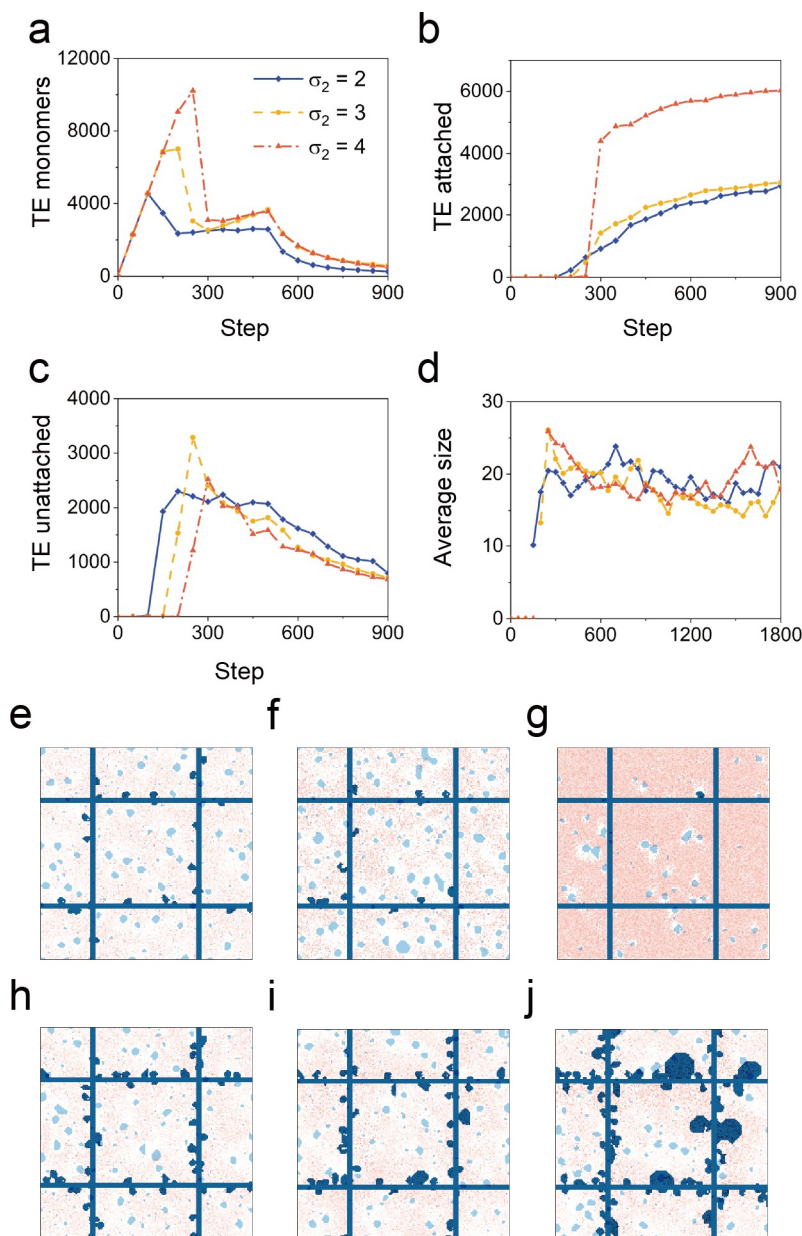 a
TE monomers
12000
8000
4000
0
0 300 600 900
Step
σ₂ = 2
σ₂ = 3
σ₂ = 4
b
TE attached
6000
4000
2000
0
0 300 600 900
Step
c
TE unattached
4000
3000
2000
1000
0
0 300 600 900
Step
d
Average size
30
20
10
0
0 600 1200 1800
e f g
h i j